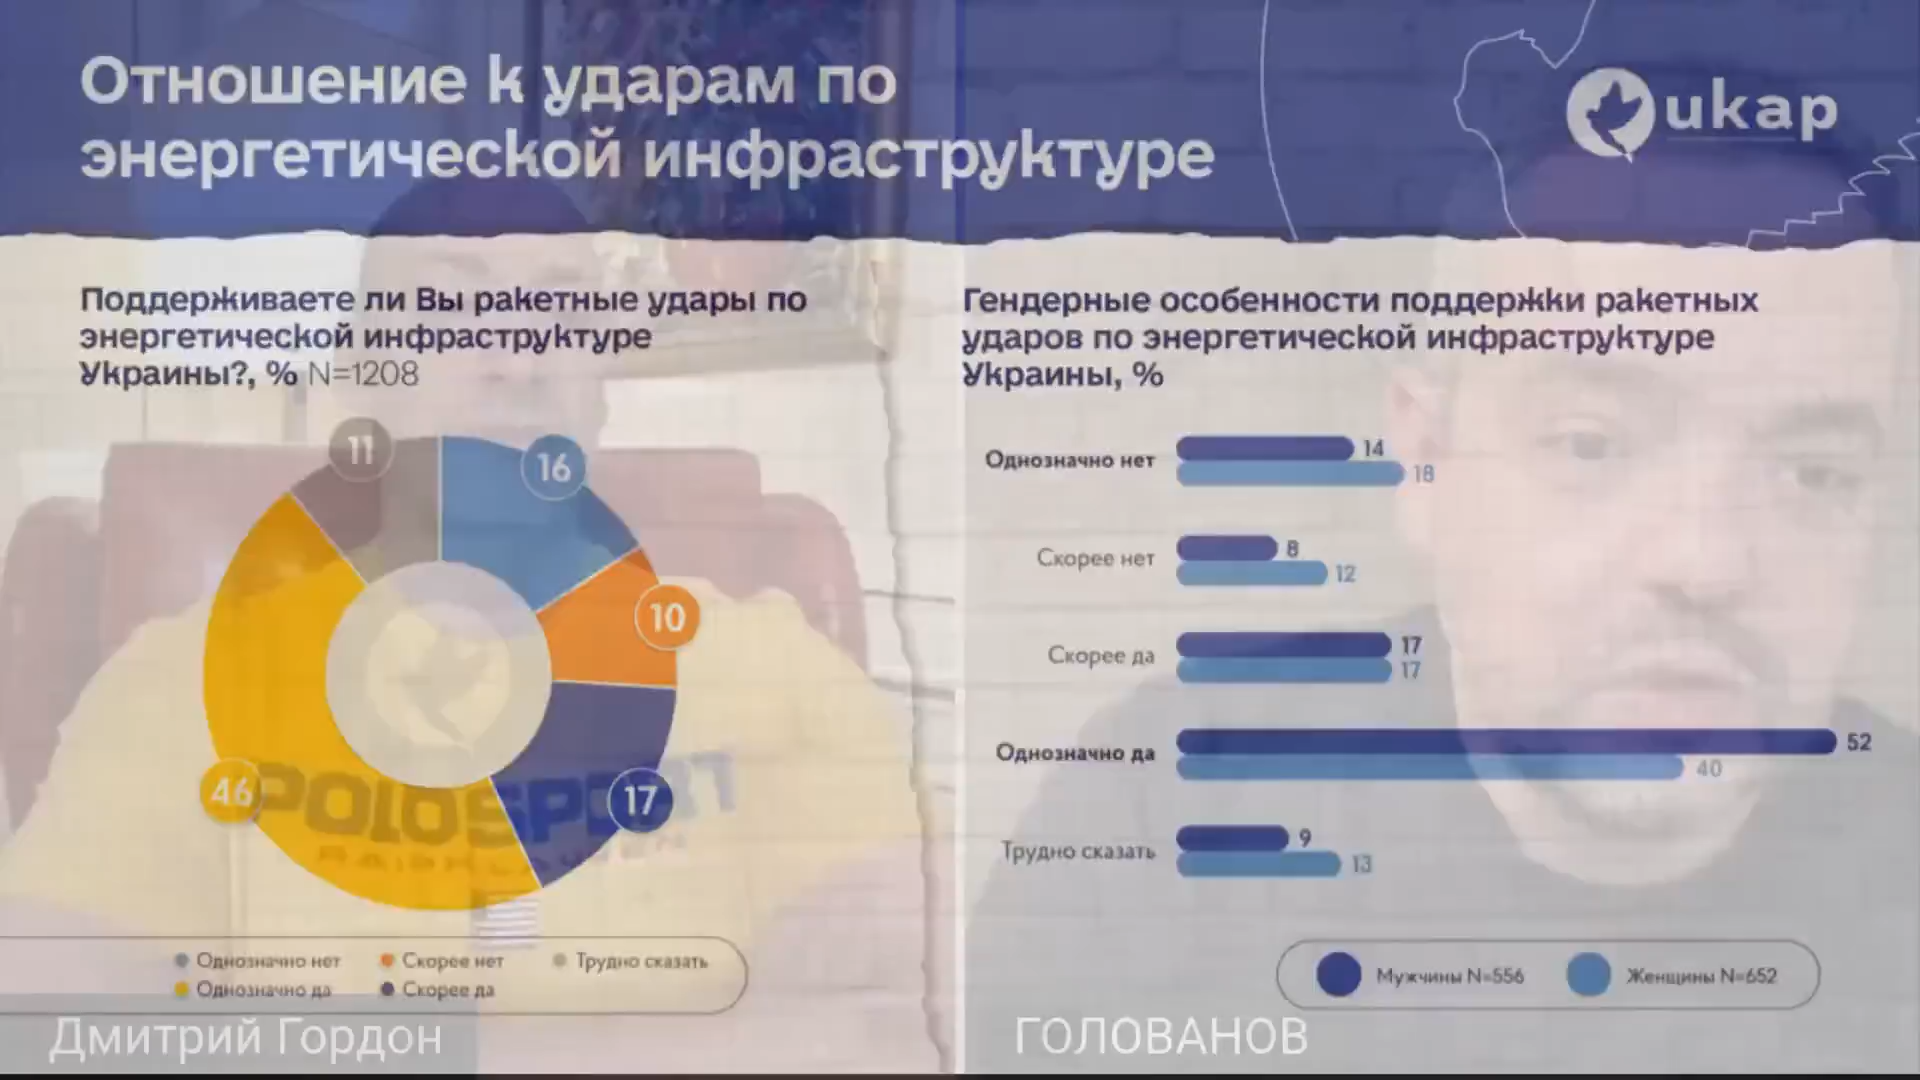 Отношение к ударам по
энергетической инфраструктуре
икар
Поддерживаете ли Вы ракетные удары по
энергетической инфраструктуре
Украины?, % N=1208
11
16
10
46
17
Однозначно нет
Скорее нет
Трудно сказать
Однозначно да
Скорее да
POLO SPORT
Гендерные особенности поддержки ракетных
ударов по энергетической инфраструктуре
Украины, %
Однозначно нет 14
18
Скорее нет 8
12
Скорее да 17
17
Однозначно да 52
40
Трудно сказать 9
13
Мужчины N=556
Женщины N=652
Дмитрий Гордон
ГОЛОВАНОВ